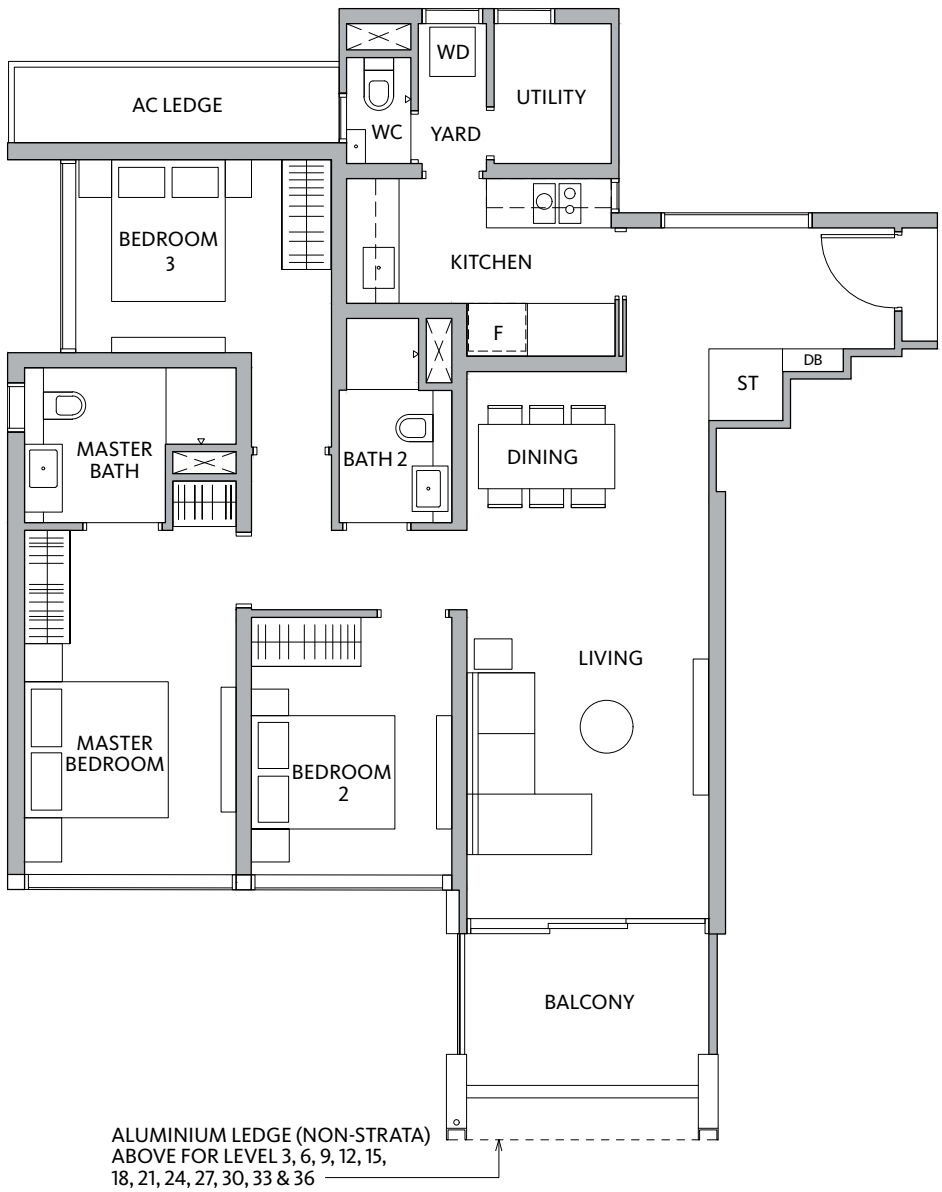 WD
AC LEDGE
UTILITY
WC
YARD
BEDROOM
3
KITCHEN
F
DB
ST
MASTER
BATH
BATH 2
DINING
LIVING
MASTER
BEDROOM
BEDROOM
2
BALCONY
ALUMINIUM LEDGE (NON-STRATA)
ABOVE FOR LEVEL 3, 6, 9, 12, 15,
18, 21, 24, 27, 30, 33 & 36